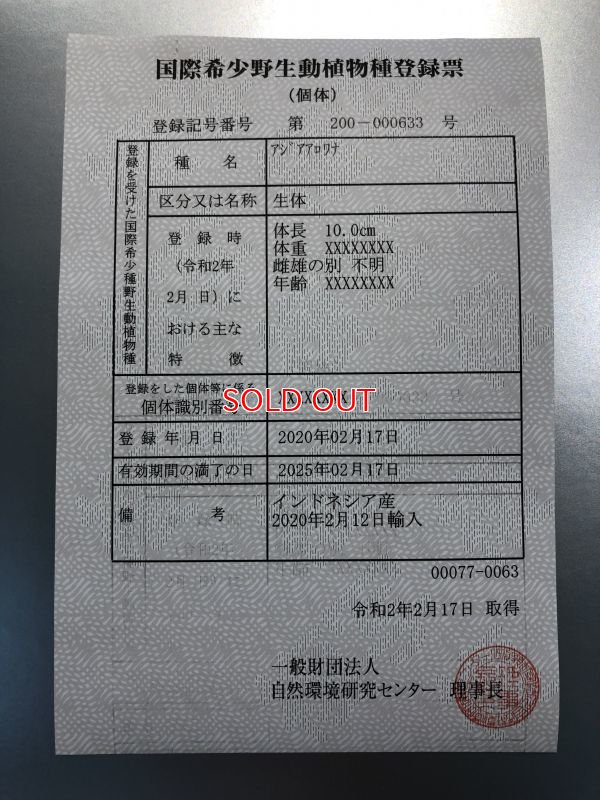 国際希少野生動植物種登録票
(個体)
登録記号番号 第 200-000633 号
登録を受けた国際希少種野生動植物種
種名 アジアアロワナ
区分又は名称 生体
登録時
(令和2年
2月 日)に
おける主な
特徴
体長 10.0cm
体重 XXXXXXXX
雌雄の別 不明
年齢 XXXXXXXX
登録をした個体等に係る
個体識別番
XXXXXXXX
SOLD OUT
登録年月日 2020年02月17日
有効期間の満了の日 2025年02月17日
備考
インドネシア産
2020年2月12日輸入
00077-0063
令和2年2月17日 取得
一般財団法人
自然環境研究センター 理事長